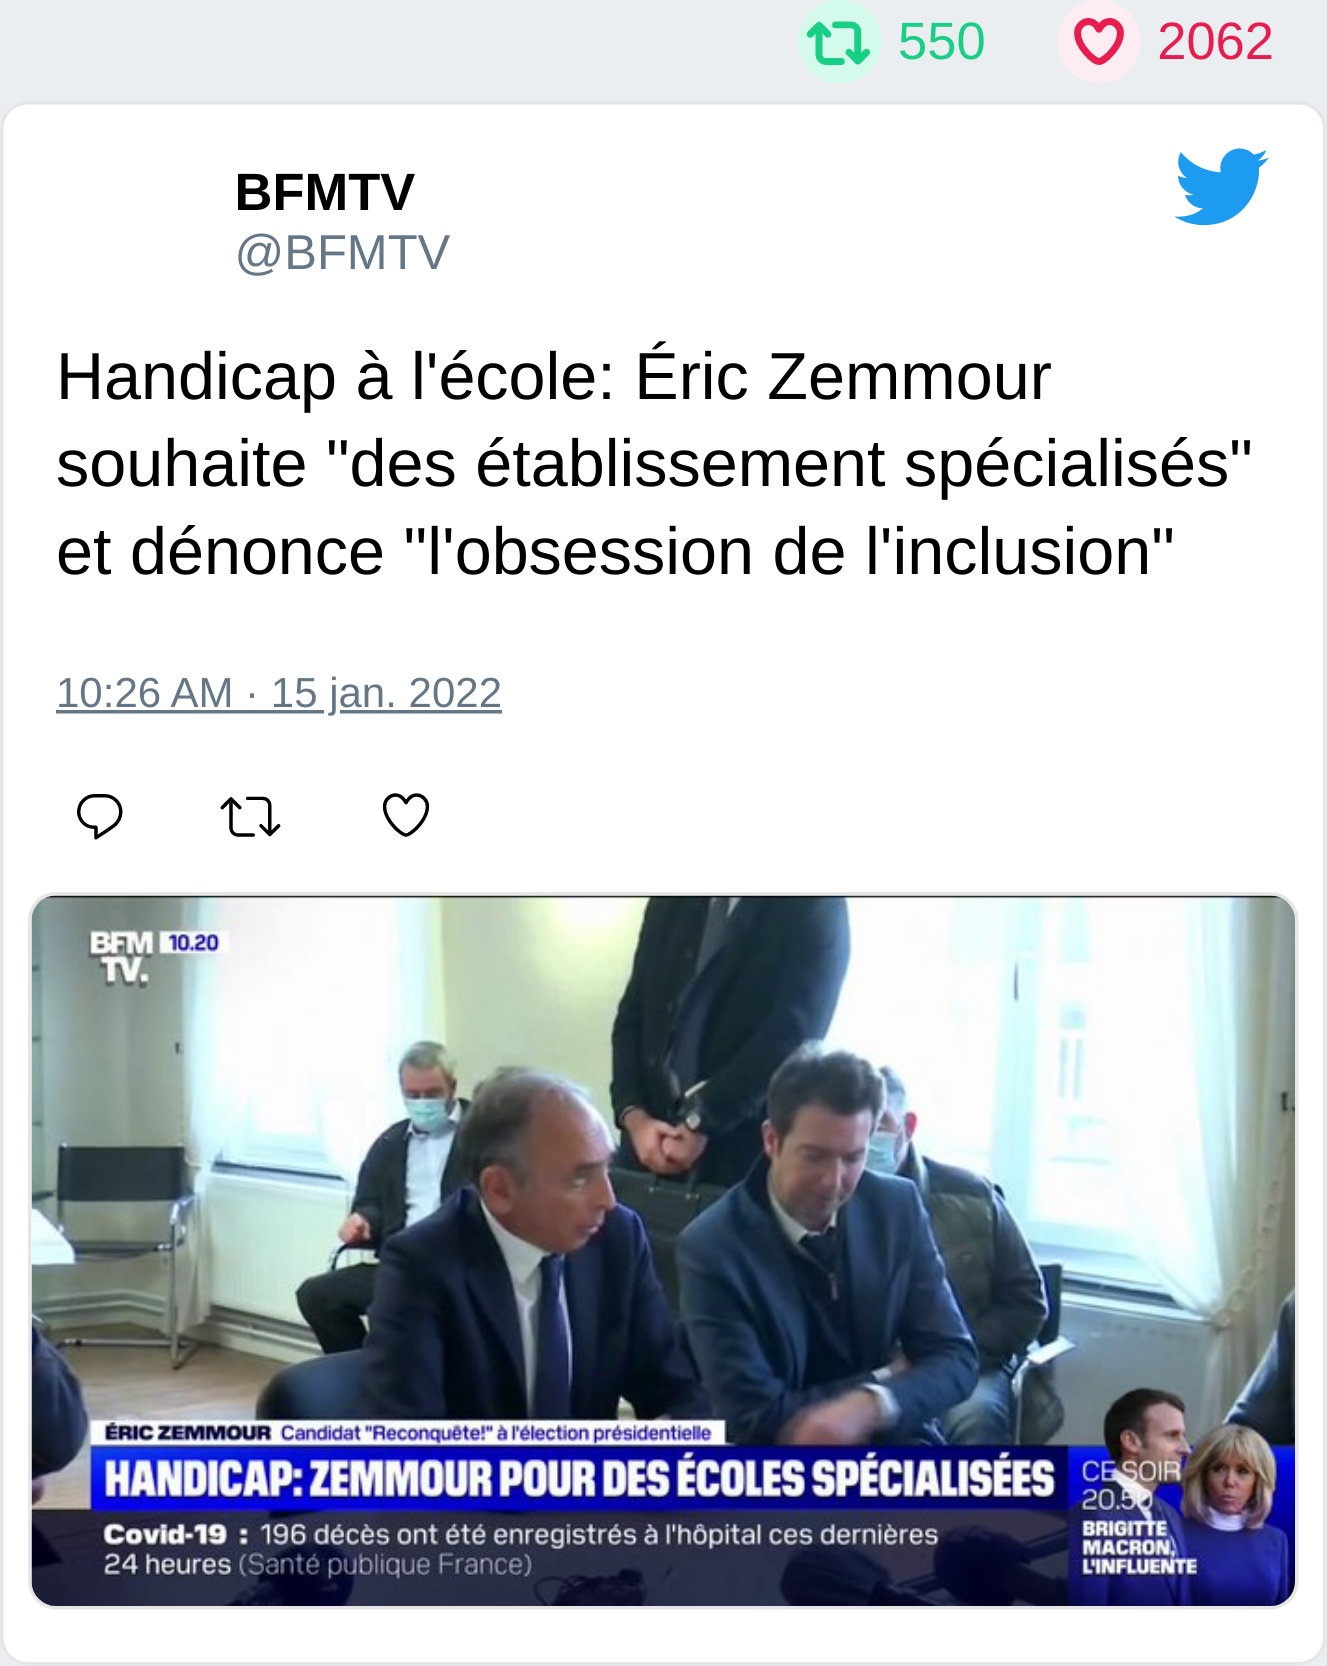 550 2062
BFMTV
@BFMTV
Handicap à l'école: Éric Zemmour
souhaite "des établissement spécialisés"
et dénonce "l'obsession de l'inclusion"
10:26 AM · 15 jan. 2022
BFM 10.20
TV.
ÉRIC ZEMMOUR Candidat "Reconquête!" à l'élection présidentielle
HANDICAP: ZEMMOUR POUR DES ÉCOLES SPÉCIALISÉES
Covid-19 : 196 décès ont été enregistrés à l'hôpital ces dernières
24 heures (Santé publique France)
CE SOIR
20.50
BRIGITTE
MACRON,
L'INFLUENTE